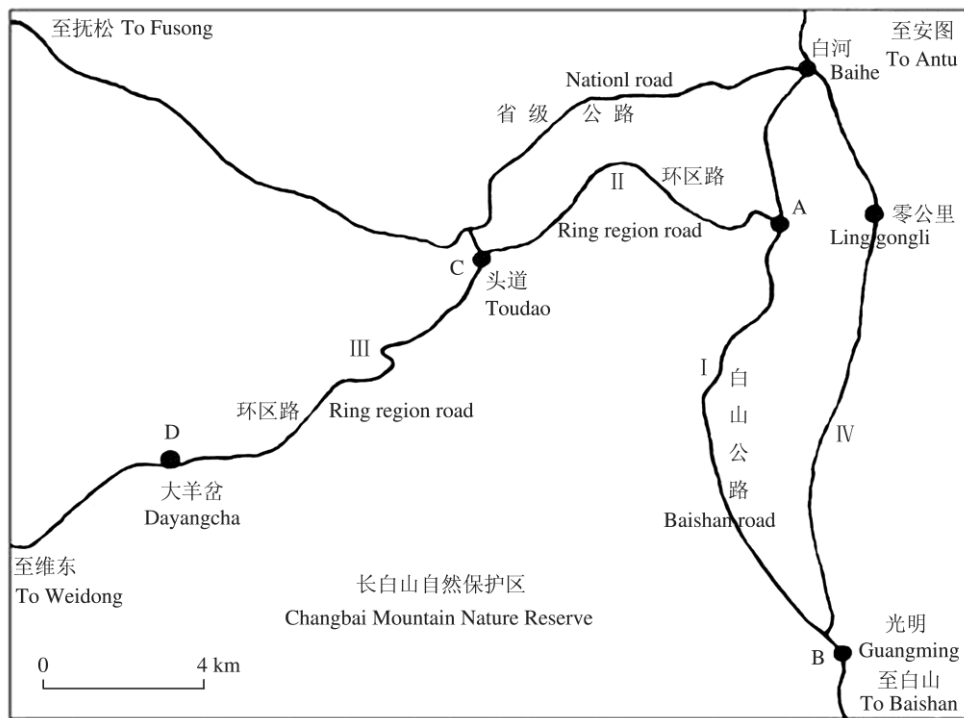 至抚松 To Fusong
至安图
To Antu
白河
Baihe
Nationl road
省级 公路
II
环区路
Ring region road
A
零公里
Ling gongli
C
头道
Toudao
III
I
白山公路
Baishan road
IV
环区路
Ring region road
D
大羊岔
Dayangcha
至维东
To Weidong
长白山自然保护区
Changbai Mountain Nature Reserve
光明
B
Guangming
至白山
To Baishan
0 4 km